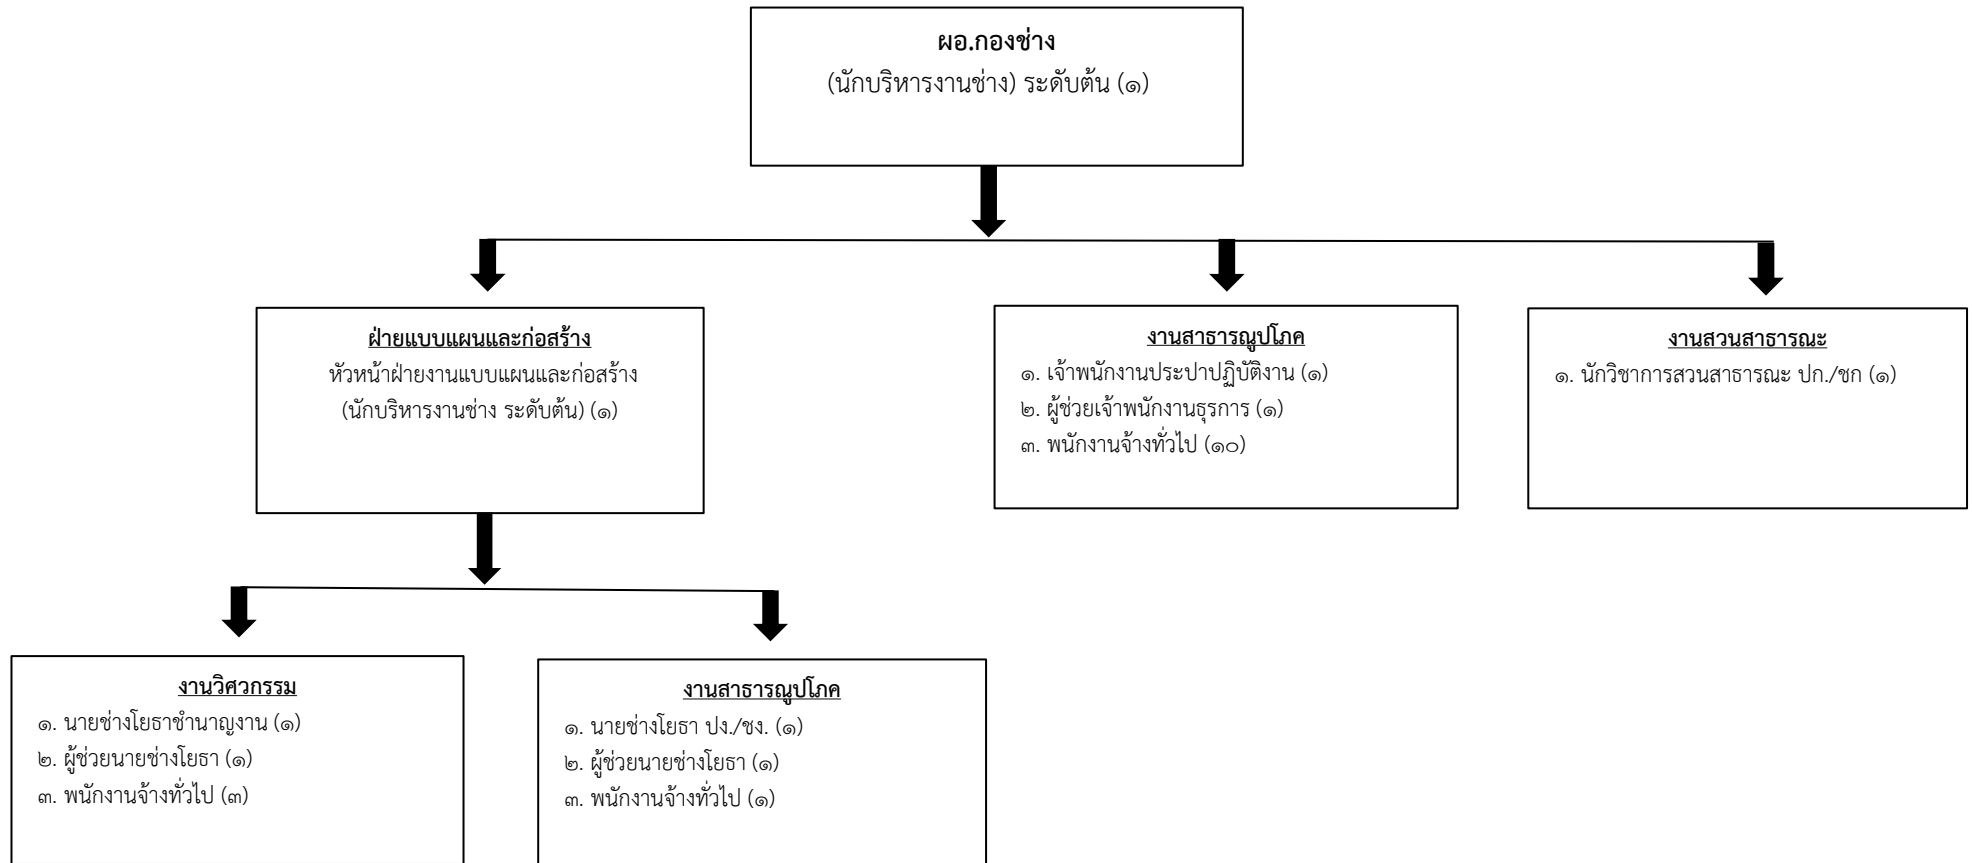 ผอ.กองช่าง
(นักบริหารงานช่าง) ระดับต้น (๑)
ฝ่ายแบบแผนและก่อสร้าง
หัวหน้าฝ่ายงานแบบแผนและก่อสร้าง
(นักบริหารงานช่าง ระดับต้น) (๑)
งานสาธารณูปโภค
๑. เจ้าพนักงานประปาปฏิบัติงาน (๑)
๒. ผู้ช่วยเจ้าพนักงานธุรการ (๑)
๓. พนักงานจ้างทั่วไป (๑๐)
งานสวนสาธารณะ
๑. นักวิชาการสวนสาธารณะ ปก./ชก (๑)
งานวิศวกรรม
๑. นายช่างโยธาชำนาญงาน (๑)
๒. ผู้ช่วยนายช่างโยธา (๑)
๓. พนักงานจ้างทั่วไป (๓)
งานสาธารณูปโภค
๑. นายช่างโยธา ปง./ชง. (๑)
๒. ผู้ช่วยนายช่างโยธา (๑)
๓. พนักงานจ้างทั่วไป (๑)